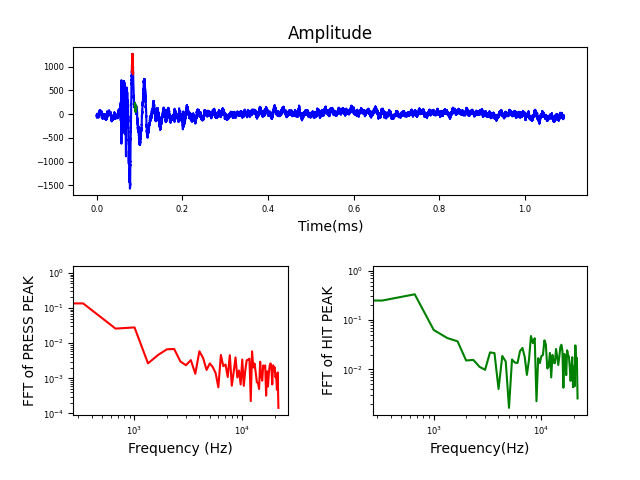 Amplitude
1000
500
0
−500
−1000
−1500
0.0 0.2 0.4 0.6 0.8 1.0
Time(ms)
FFT of PRESS PEAK
10⁰
10⁻¹
10⁻²
10⁻³
10⁻⁴
10³ 10⁴
Frequency (Hz)
FFT of HIT PEAK
10⁰
10⁻¹
10⁻²
10³ 10⁴
Frequency(Hz)